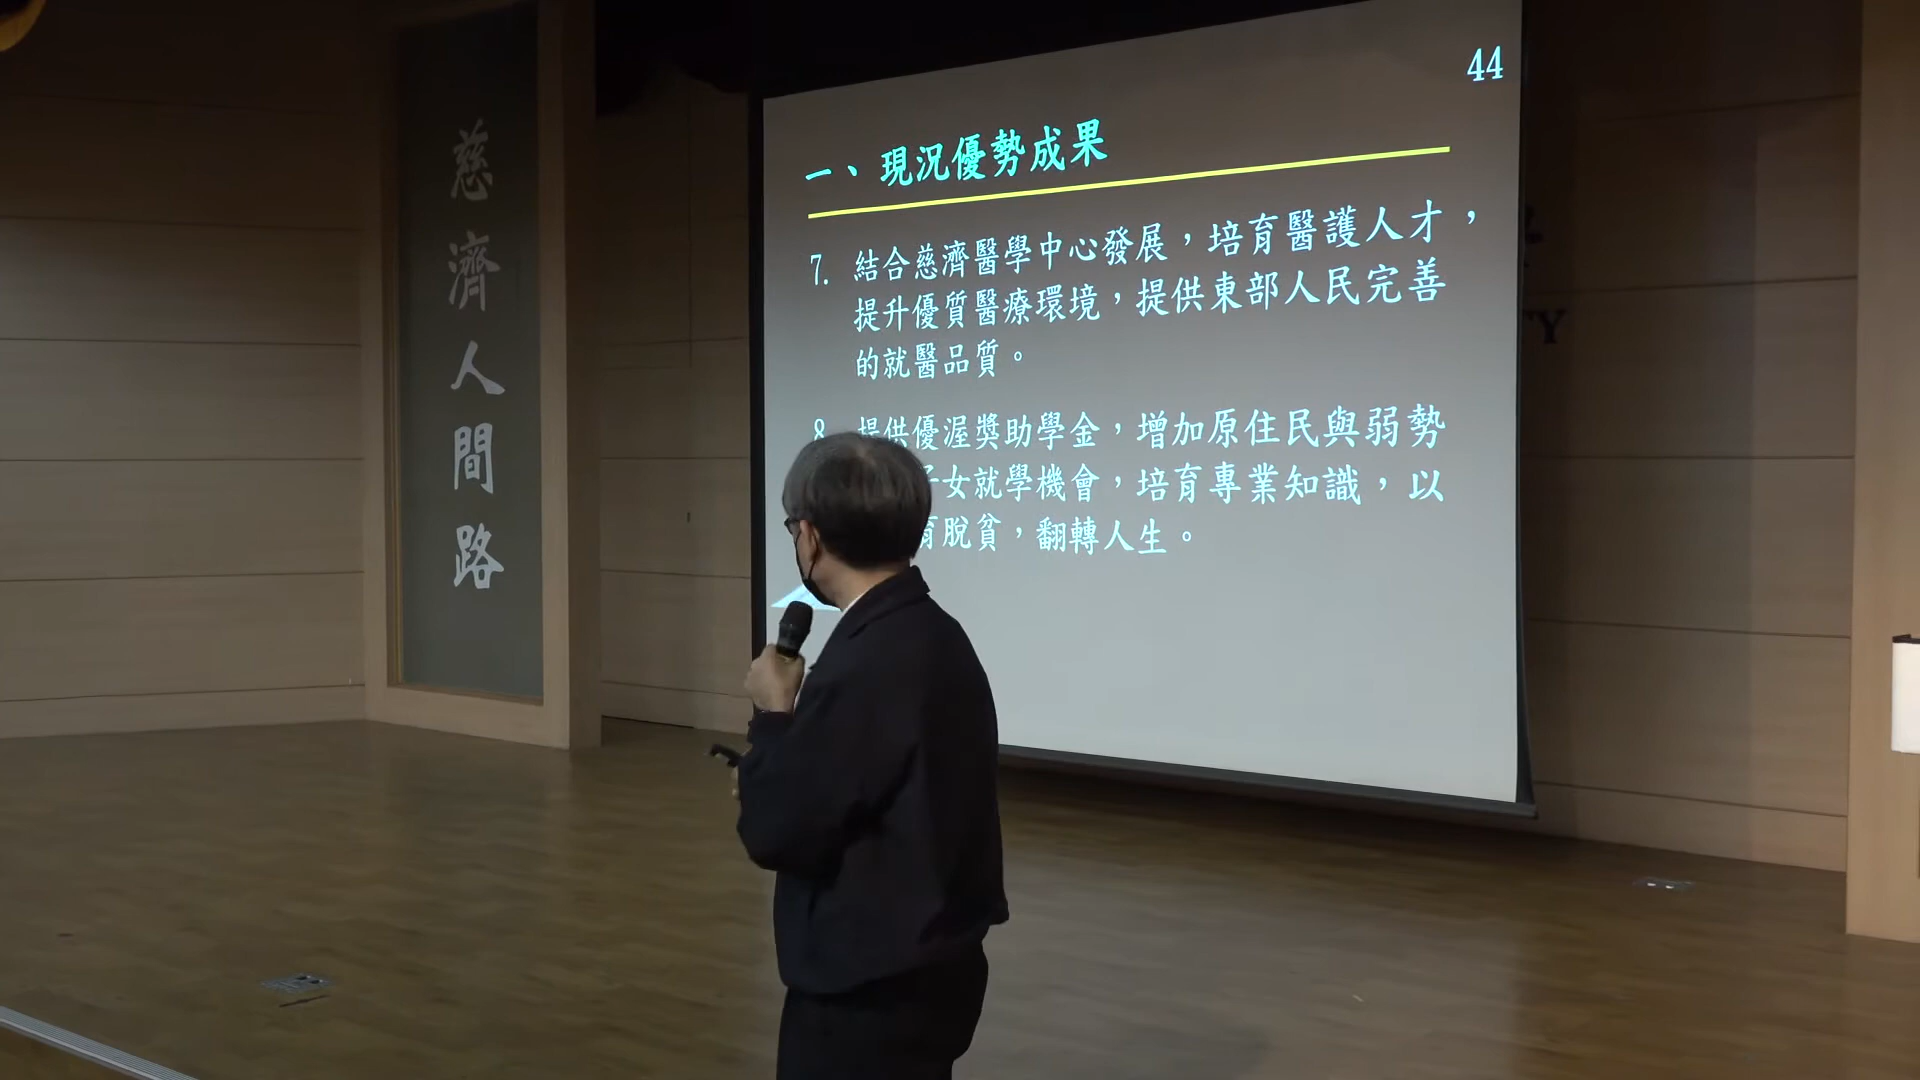 慈濟人間路
44
一、現況優勢成果
7. 結合慈濟醫學中心發展，培育醫護人才，
提升優質醫療環境，提供東部人民完善
的就醫品質。
8 提供優渥獎助學金，增加原住民與弱勢
子女就學機會，培育專業知識，以
育脫貧，翻轉人生。
TY